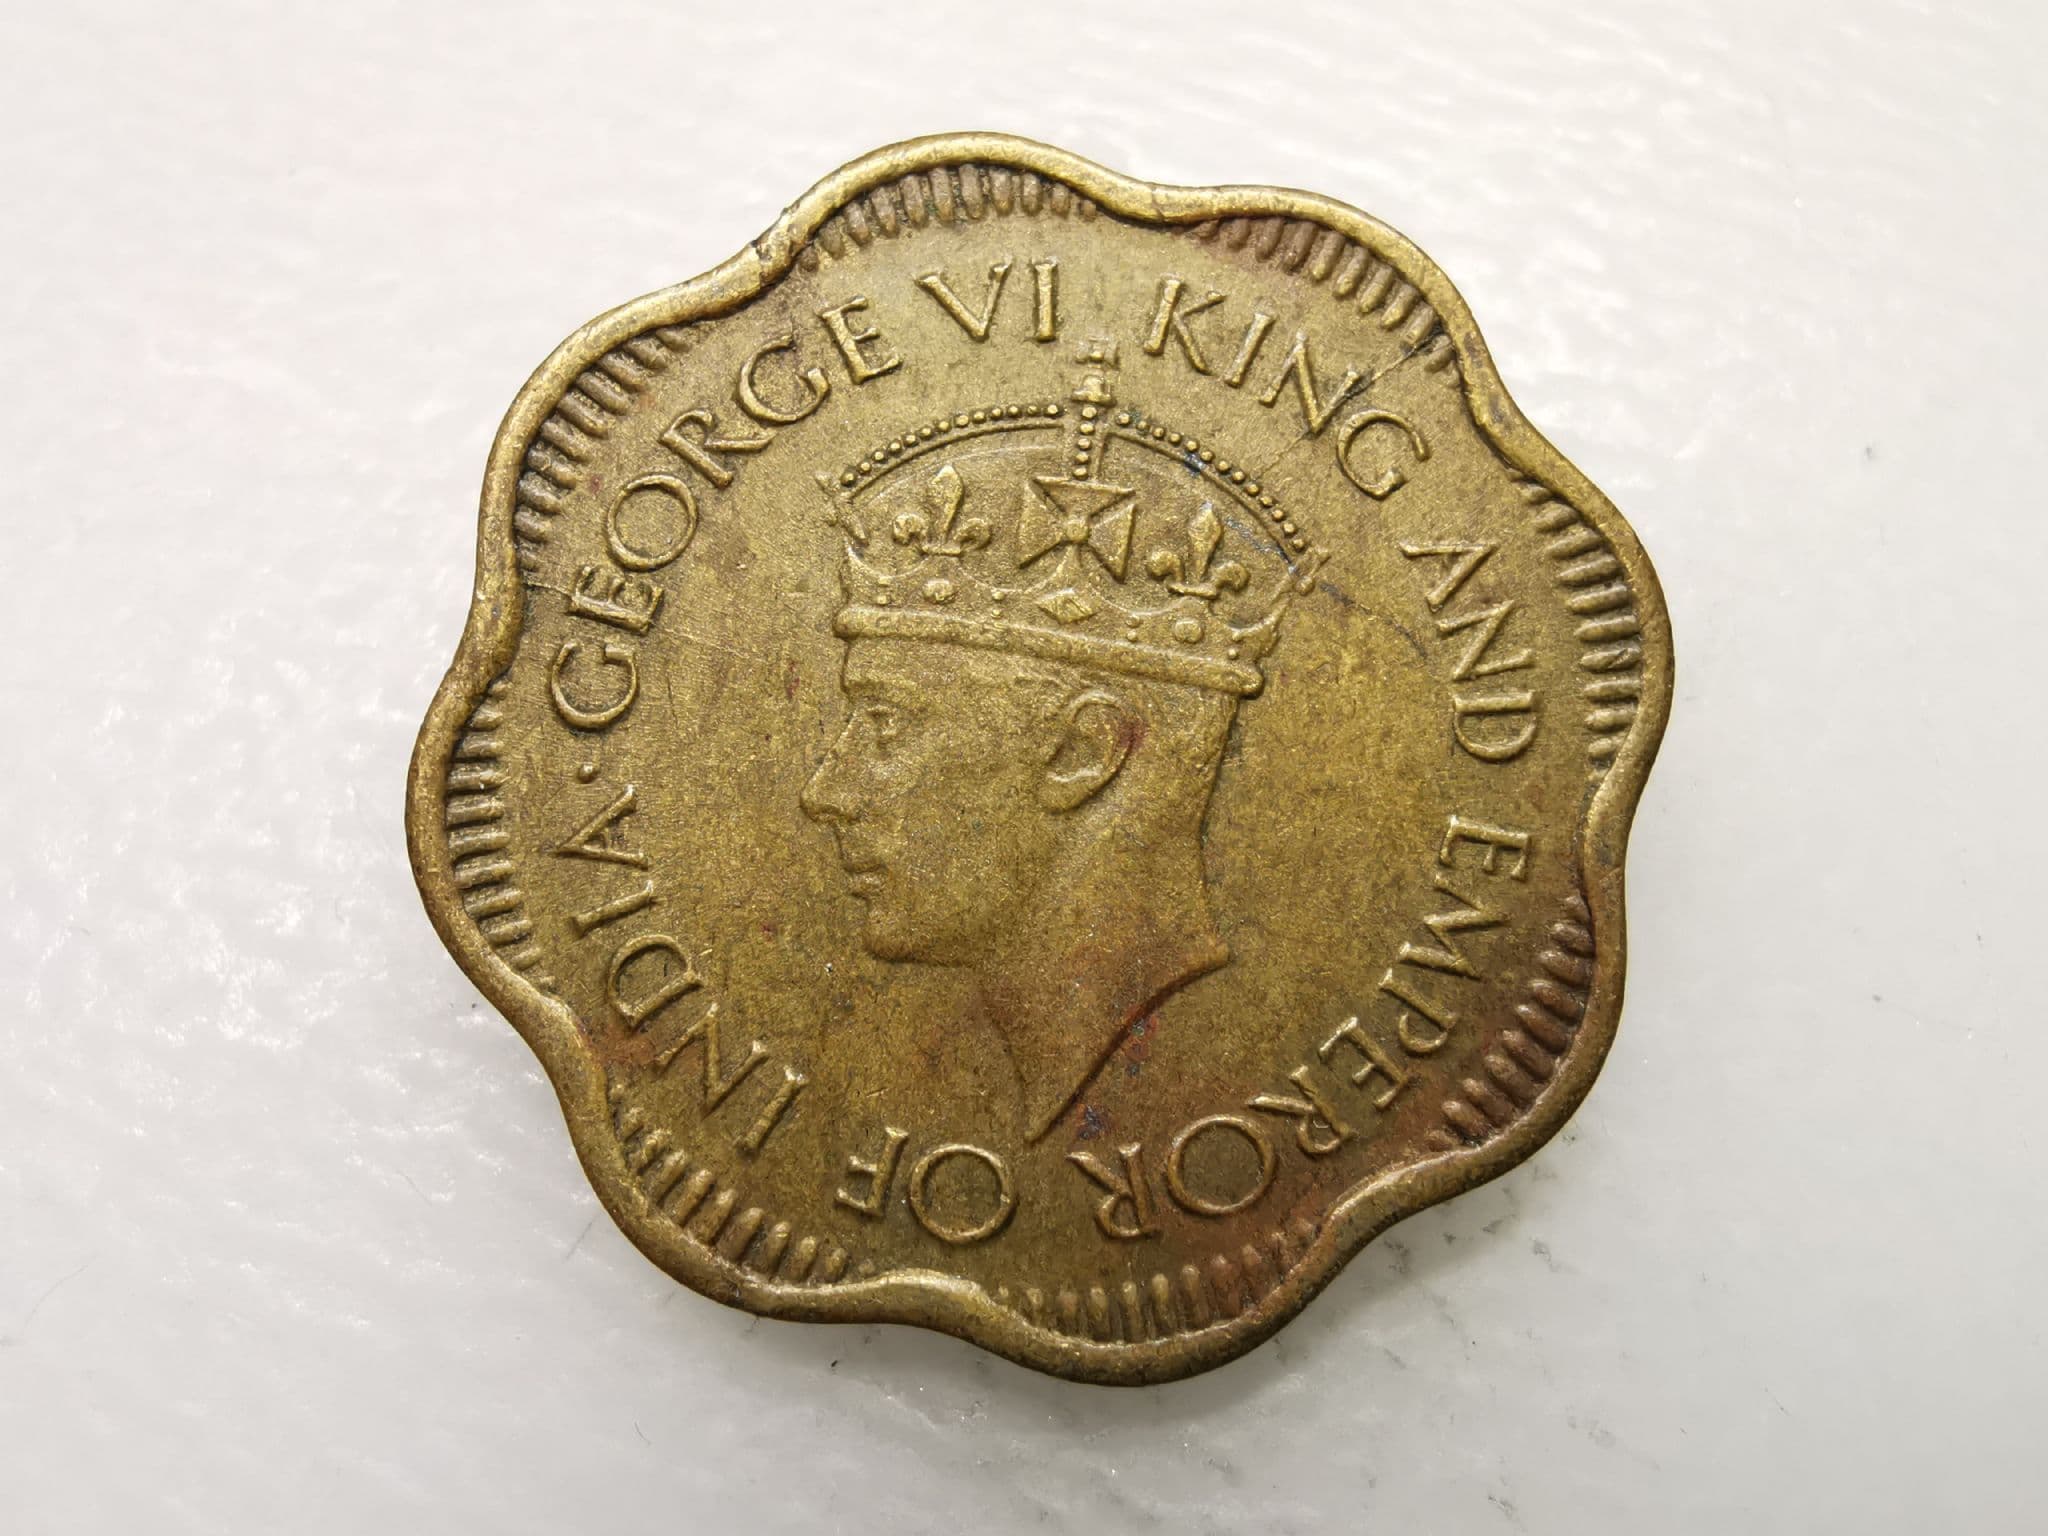 GEORGE VI KING AND EMPEROR OF INDIA ·